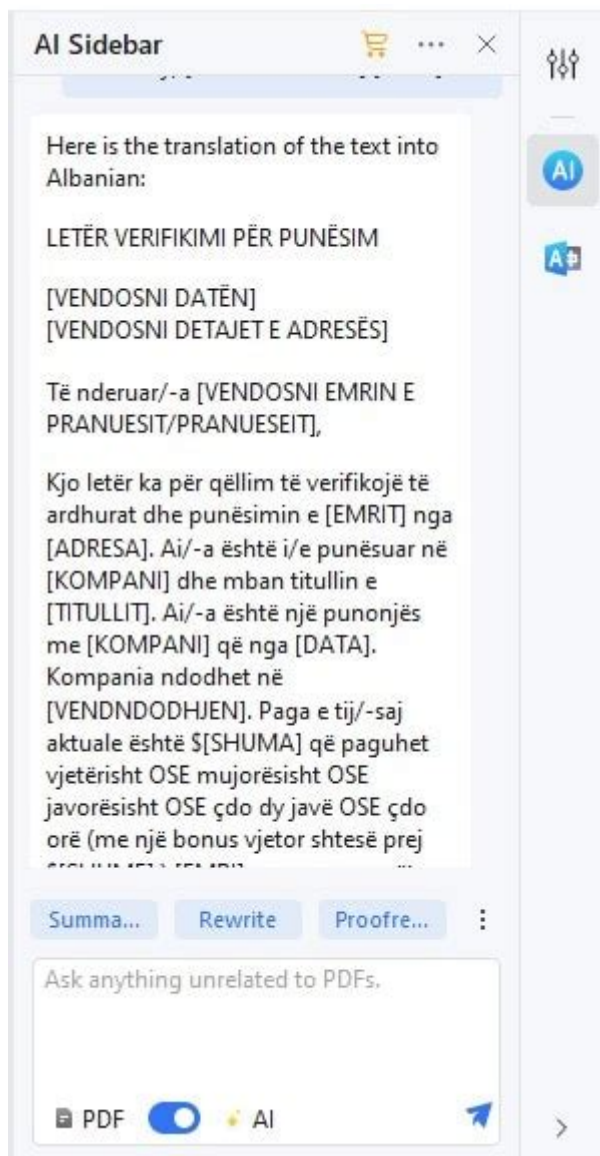 AI Sidebar
Here is the translation of the text into
Albanian:
LETËR VERIFIKIMI PËR PUNËSIM
[VENDOSNI DATËN]
[VENDOSNI DETAJET E ADRESËS]
Të nderuar/-a [VENDOSNI EMRIN E
PRANUESIT/PRANUESEIT],
Kjo letër ka për qëllim të verifikojë të
ardhurat dhe punësimin e [EMRIT] nga
[ADRESA]. Ai/-a është i/e punësuar në
[KOMPANI] dhe mban titullin e
[TITULLIT]. Ai/-a është një punonjës
me [KOMPANI] që nga [DATA].
Kompania ndodhet në
[VENDNDODHJEN]. Paga e tij/-saj
aktuale është $[SHUMA] që paguhet
vjetërisht OSE mujorësisht OSE
javorësisht OSE çdo dy javë OSE çdo
orë (me një bonus vjetor shtesë prej
Summa... Rewrite Proofre...
Ask anything unrelated to PDFs.
PDF AI
AI
A